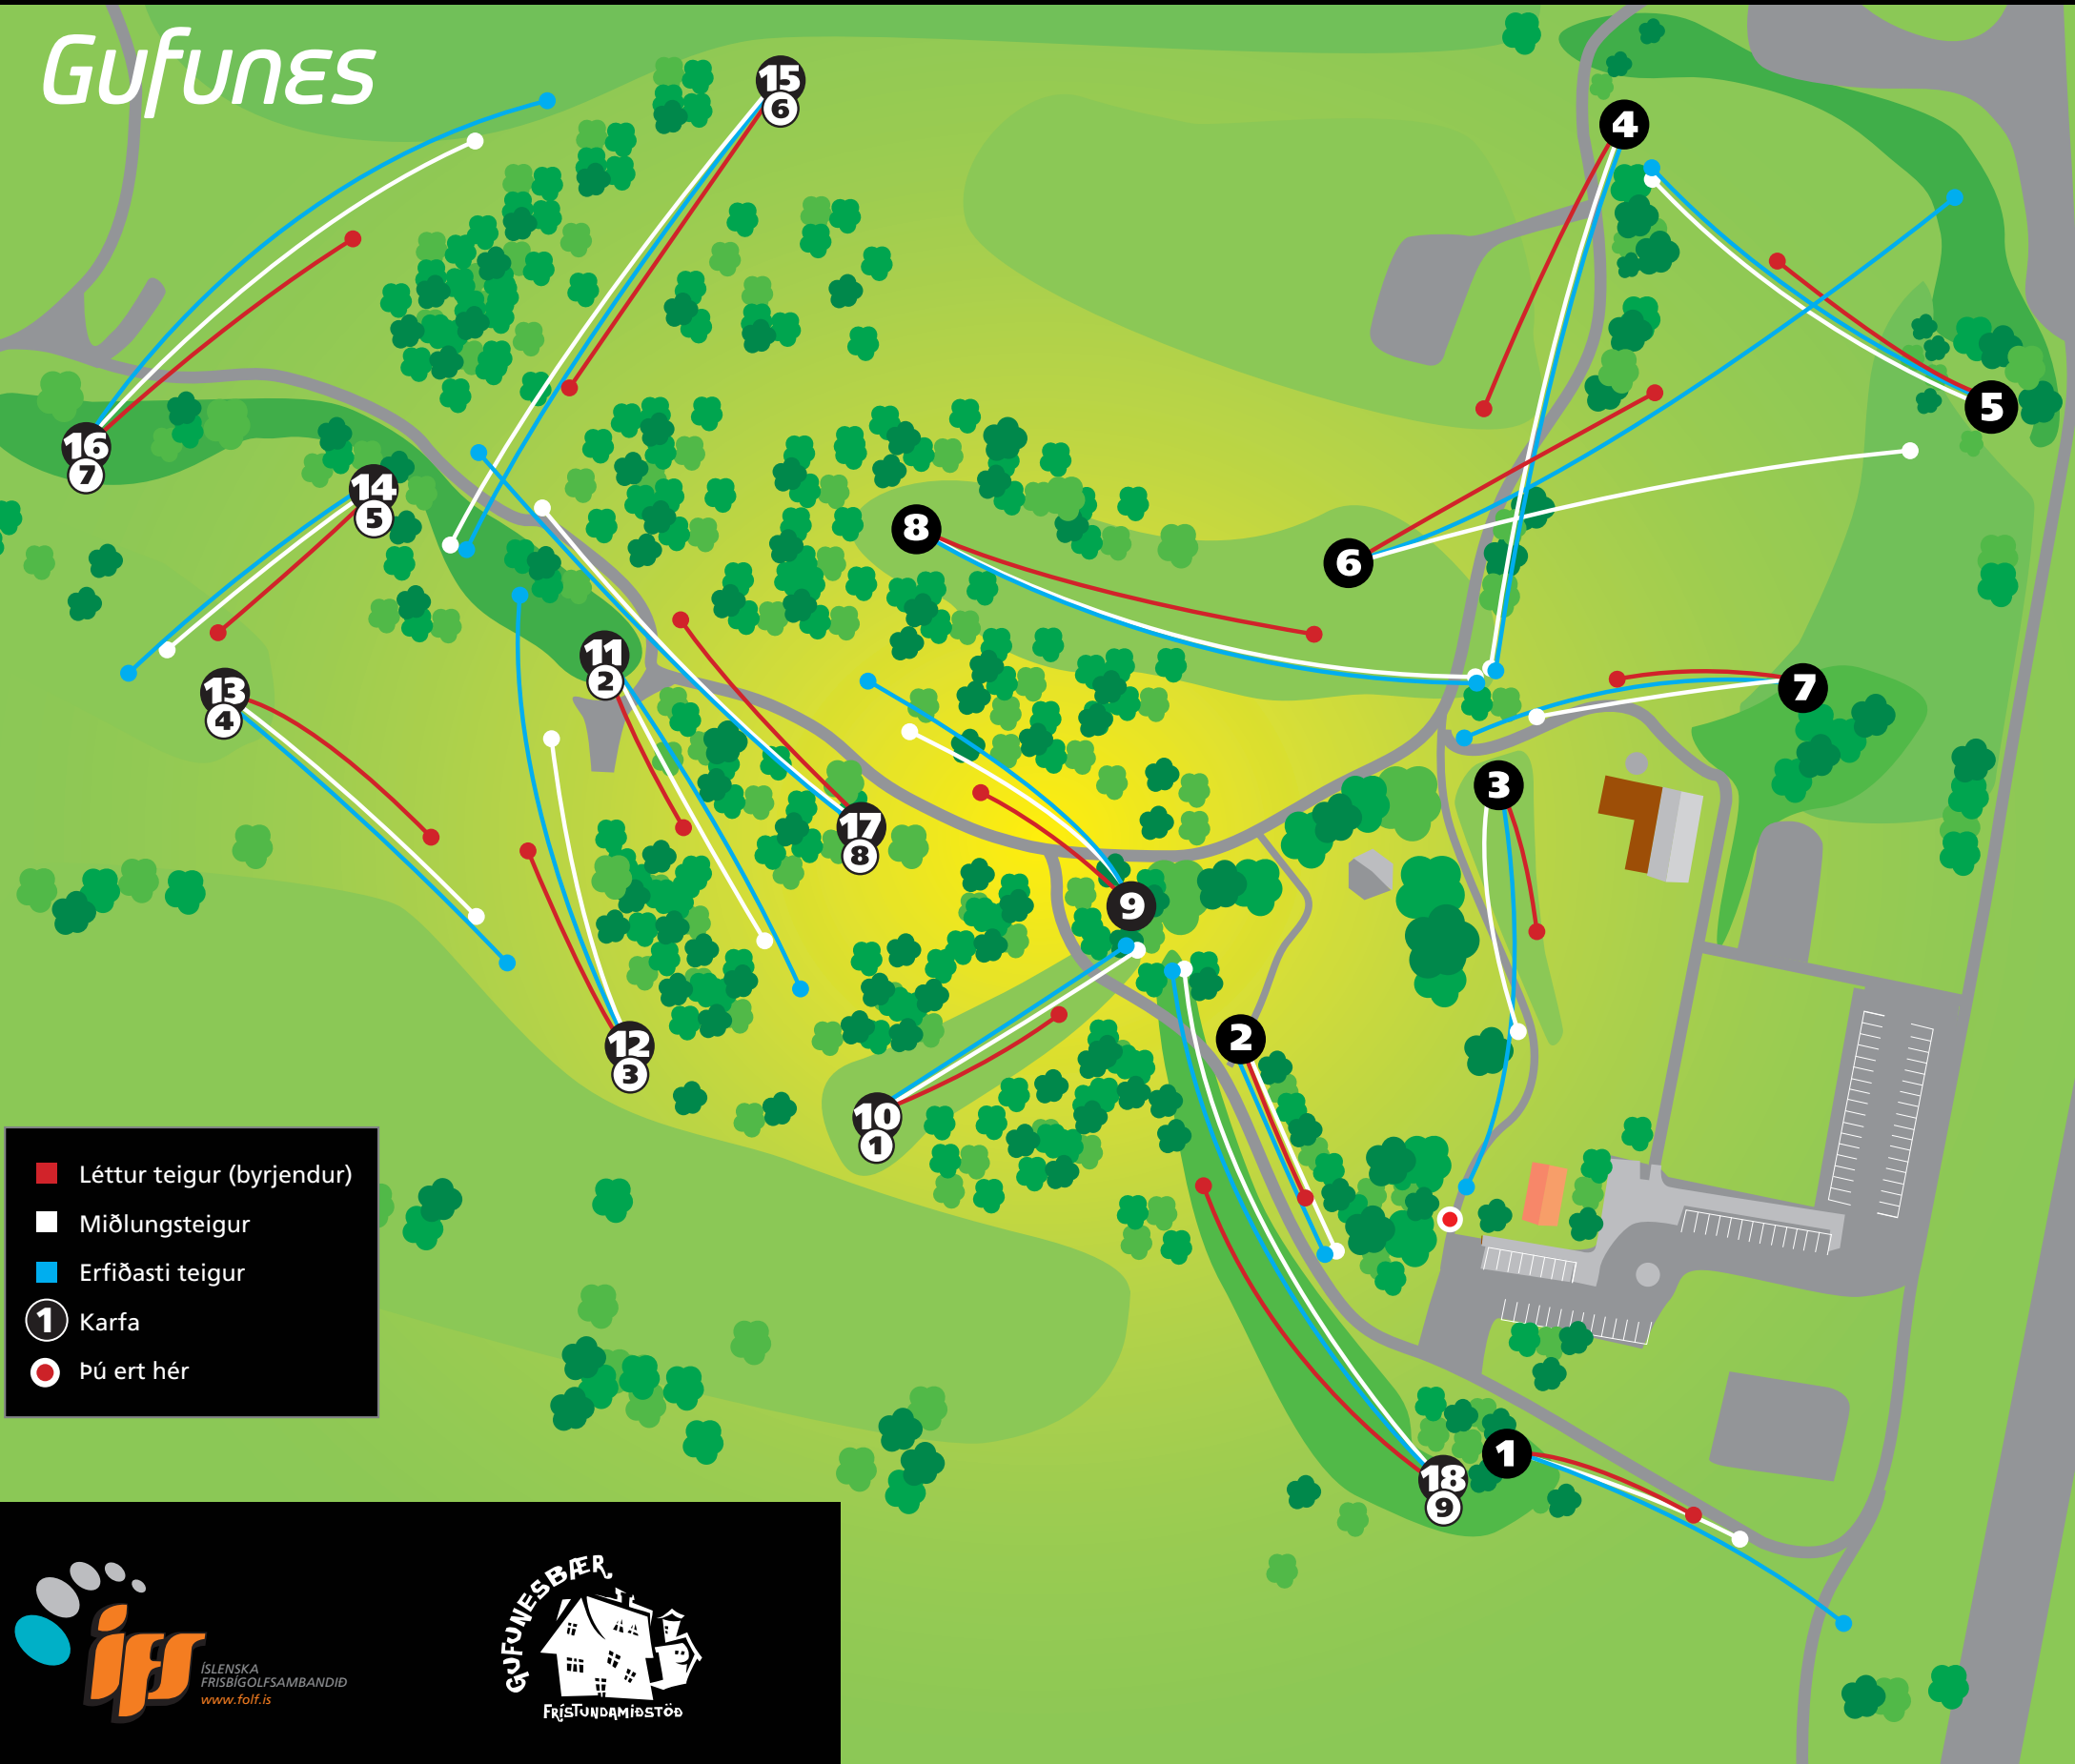 Gufunes
15
6
4
5
16
7
14
5
8
6
11
2
13
4
7
3
17
8
9
2
12
3
10
1
Léttur teigur (byrjendur)
Miðlungsteigur
Erfiðasti teigur
1 Karfa
Þú ert hér
1
18
9
GUFUNESBÆR
FRÍSTUNDAMIÐSTÖÐ
ífs
ÍSLENSKA
FRISBÍGOLFSAMBANDID
www.folf.is